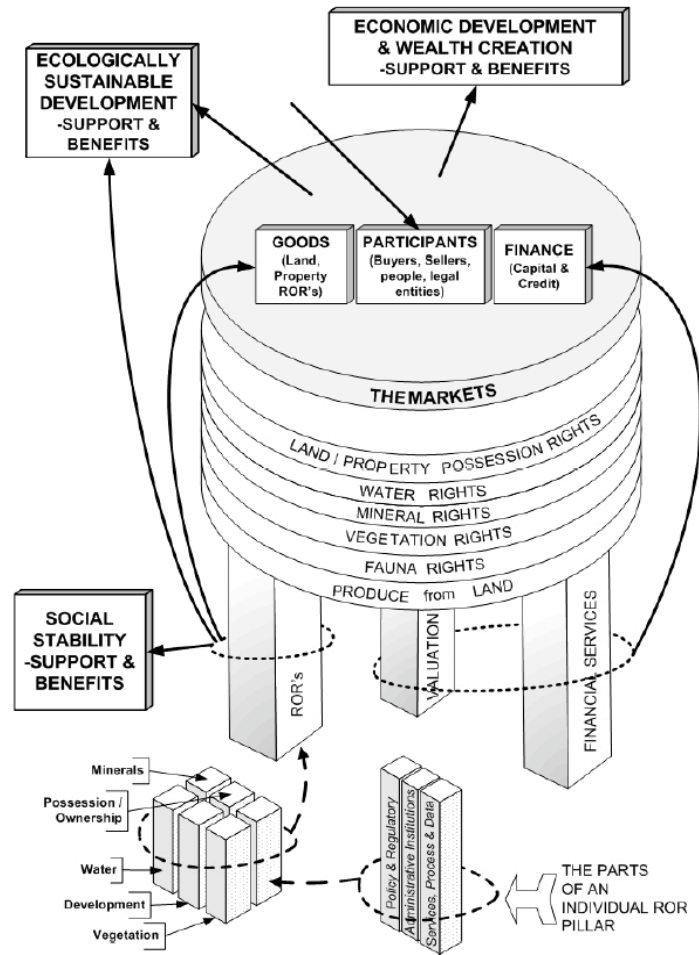 ECONOMIC DEVELOPMENT
& WEALTH CREATION
-SUPPORT & BENEFITS
ECOLOGICALLY
SUSTAINABLE
DEVELOPMENT
-SUPPORT &
BENEFITS
GOODS
(Land,
Property
ROR's)
PARTICIPANTS
(Buyers, Sellers,
people, legal
entities)
FINANCE
(Capital &
Credit)
THE MARKETS
LAND / PROPERTY POSSESSION RIGHTS
WATER RIGHTS
MINERAL RIGHTS
VEGETATION RIGHTS
FAUNA RIGHTS
PRODUCE from LAND
SOCIAL
STABILITY
-SUPPORT &
BENEFITS
ROR's
VALUATION
FINANCIAL SERVICES
Minerals
Possession /
Ownership
Water
Development
Vegetation
Policy & Regulatory
Administrative Institutions
Services, Process & Data
THE PARTS
OF AN
INDIVIDUAL ROR
PILLAR